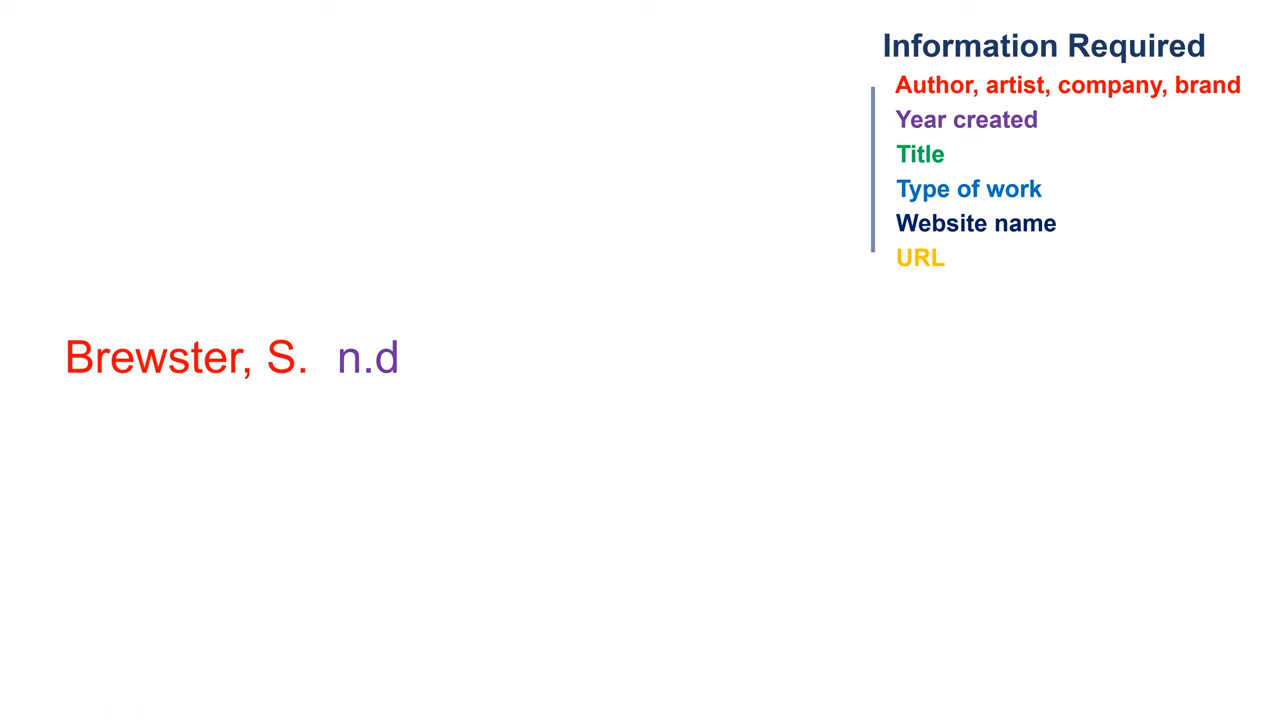 Information Required
Author, artist, company, brand
Year created
Title
Type of work
Website name
URL
Brewster, S. n.d